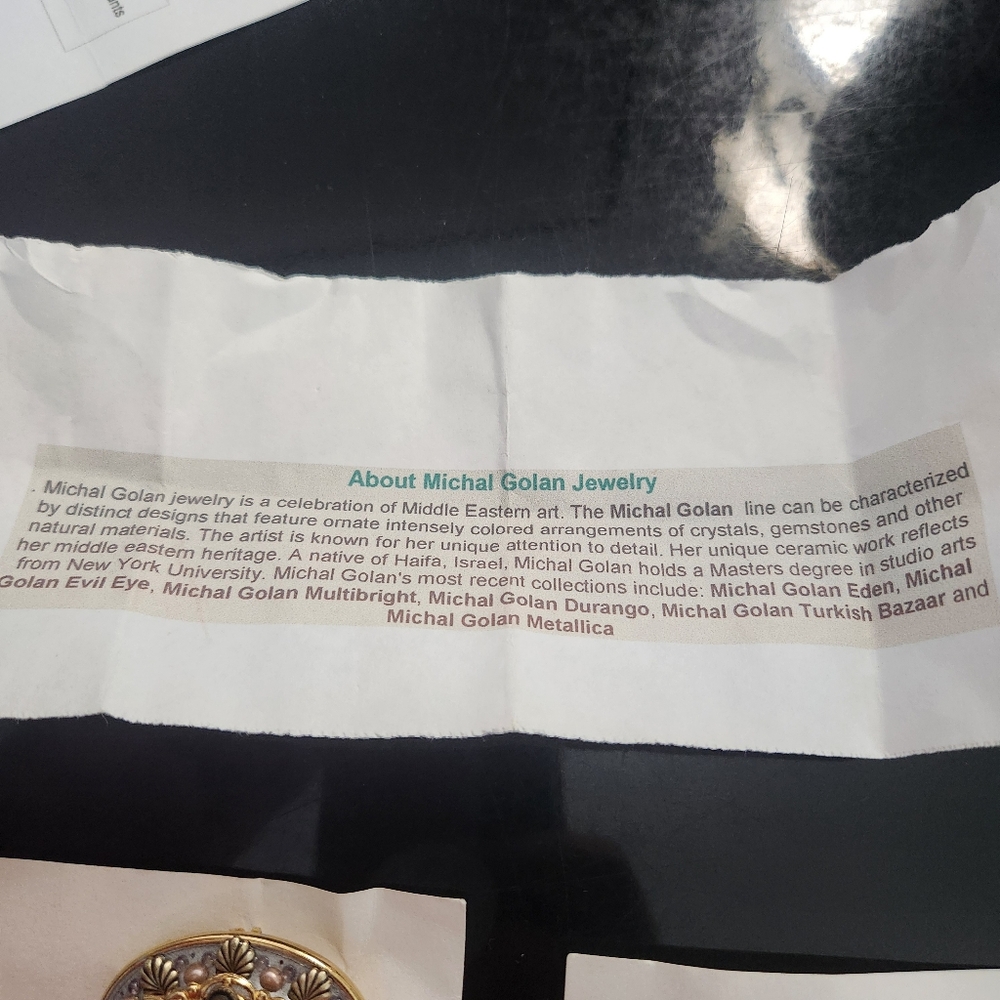 nts
About Michal Golan Jewelry
. Michal Golan jewelry is a celebration of Middle Eastern art. The Michal Golan line can be characterized
by distinct designs that feature ornate intensely colored arrangements of crystals, gemstones and other
natural materials. The artist is known for her unique attention to detail. Her unique ceramic work reflects
her middle eastern heritage. A native of Haifa, Israel, Michal Golan holds a Masters degree in studio arts
from New York University. Michal Golan's most recent collections include: Michal Golan Eden, Michal
Golan Evil Eye, Michal Golan Multibright, Michal Golan Durango, Michal Golan Turkish Bazaar and
Michal Golan Metallica